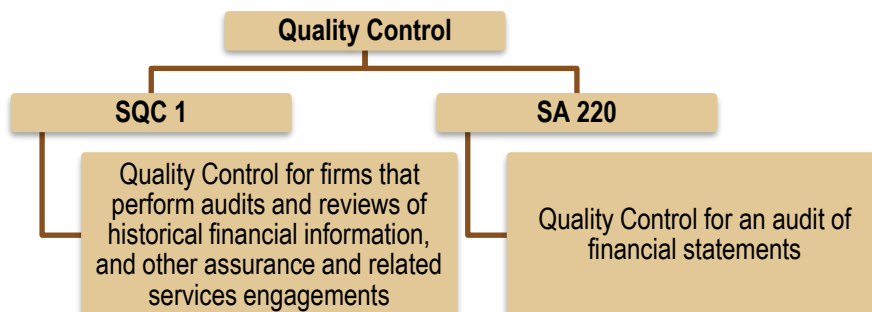 Quality Control
SQC 1
SA 220
Quality Control for firms that
perform audits and reviews of
historical financial information,
and other assurance and related
services engagements
Quality Control for an audit of
financial statements